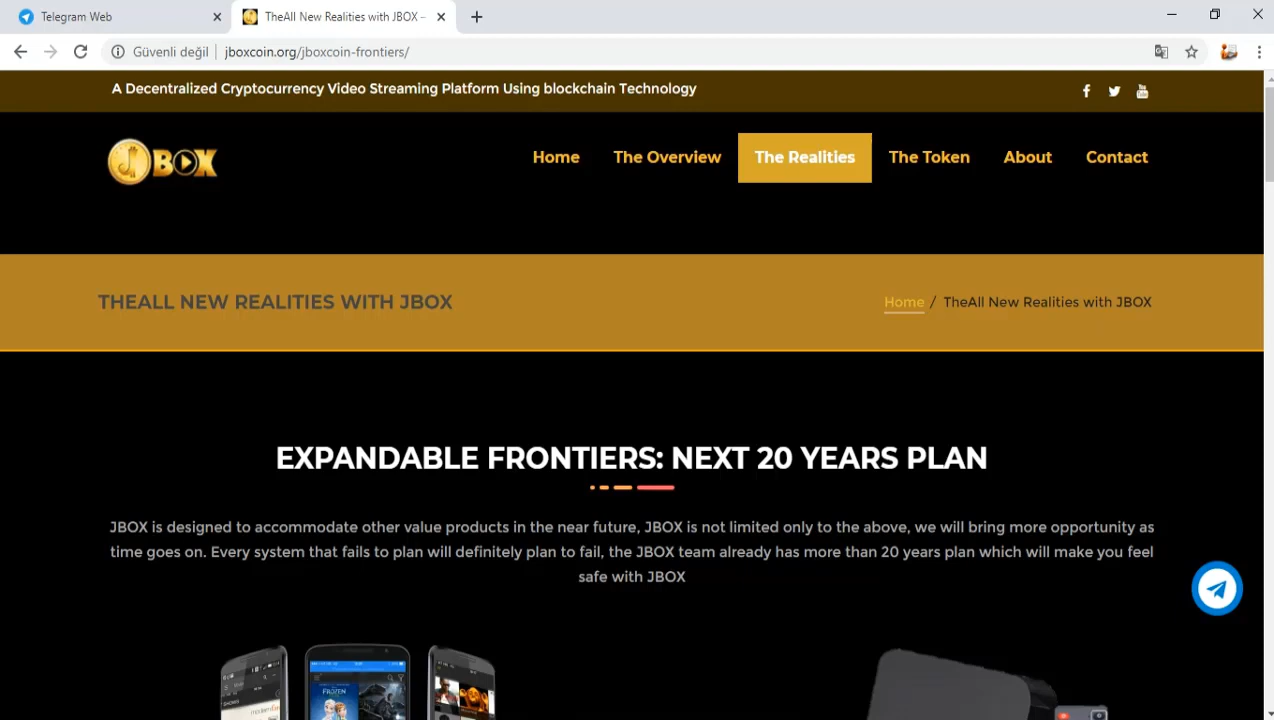 Telegram Web
TheAll New Realities with JBOX –
Güvenli değil
jboxcoin.org/jboxcoin-frontiers/
A Decentralized Cryptocurrency Video Streaming Platform Using blockchain Technology
JBOX
Home
The Overview
The Realities
The Token
About
Contact
THEALL NEW REALITIES WITH JBOX
Home / TheAll New Realities with JBOX
EXPANDABLE FRONTIERS: NEXT 20 YEARS PLAN
JBOX is designed to accommodate other value products in the near future, JBOX is not limited only to the above, we will bring more opportunity as
time goes on. Every system that fails to plan will definitely plan to fail, the JBOX team already has more than 20 years plan which will make you feel
safe with JBOX
FROZEN